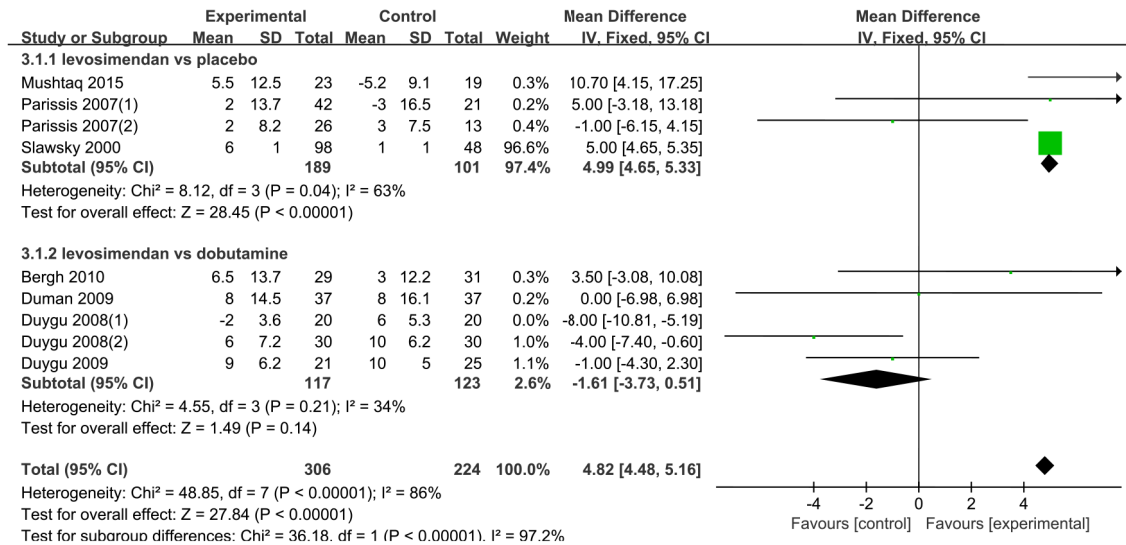 Experimental Control Mean Difference Mean Difference
Study or Subgroup Mean SD Total Mean SD Total Weight IV, Fixed, 95% CI IV, Fixed, 95% CI
3.1.1 levosimendan vs placebo
Mushtaq 2015 5.5 12.5 23 -5.2 9.1 19 0.3% 10.70 [4.15, 17.25]
Parissis 2007(1) 2 13.7 42 -3 16.5 21 0.2% 5.00 [-3.18, 13.18]
Parissis 2007(2) 2 8.2 26 3 7.5 13 0.4% -1.00 [-6.15, 4.15]
Slawsky 2000 6 1 98 1 1 48 96.6% 5.00 [4.65, 5.35]
Subtotal (95% CI) 189 101 97.4% 4.99 [4.65, 5.33]
Heterogeneity: Chi² = 8.12, df = 3 (P = 0.04); I² = 63%
Test for overall effect: Z = 28.45 (P < 0.00001)
3.1.2 levosimendan vs dobutamine
Bergh 2010 6.5 13.7 29 3 12.2 31 0.3% 3.50 [-3.08, 10.08]
Duman 2009 8 14.5 37 8 16.1 37 0.2% 0.00 [-6.98, 6.98]
Duygu 2008(1) -2 3.6 20 6 5.3 20 0.0% -8.00 [-10.81, -5.19]
Duygu 2008(2) 6 7.2 30 10 6.2 30 1.0% -4.00 [-7.40, -0.60]
Duygu 2009 9 6.2 21 10 5 25 1.1% -1.00 [-4.30, 2.30]
Subtotal (95% CI) 117 123 2.6% -1.61 [-3.73, 0.51]
Heterogeneity: Chi² = 4.55, df = 3 (P = 0.21); I² = 34%
Test for overall effect: Z = 1.49 (P = 0.14)
Total (95% CI) 306 224 100.0% 4.82 [4.48, 5.16]
Heterogeneity: Chi² = 48.85, df = 7 (P < 0.00001); I² = 86%
Test for overall effect: Z = 27.84 (P < 0.00001)
Test for subgroup differences: Chi² = 36.18, df = 1 (P < 0.00001), I² = 97.2%
-4 -2 0 2 4
Favours [control] Favours [experimental]